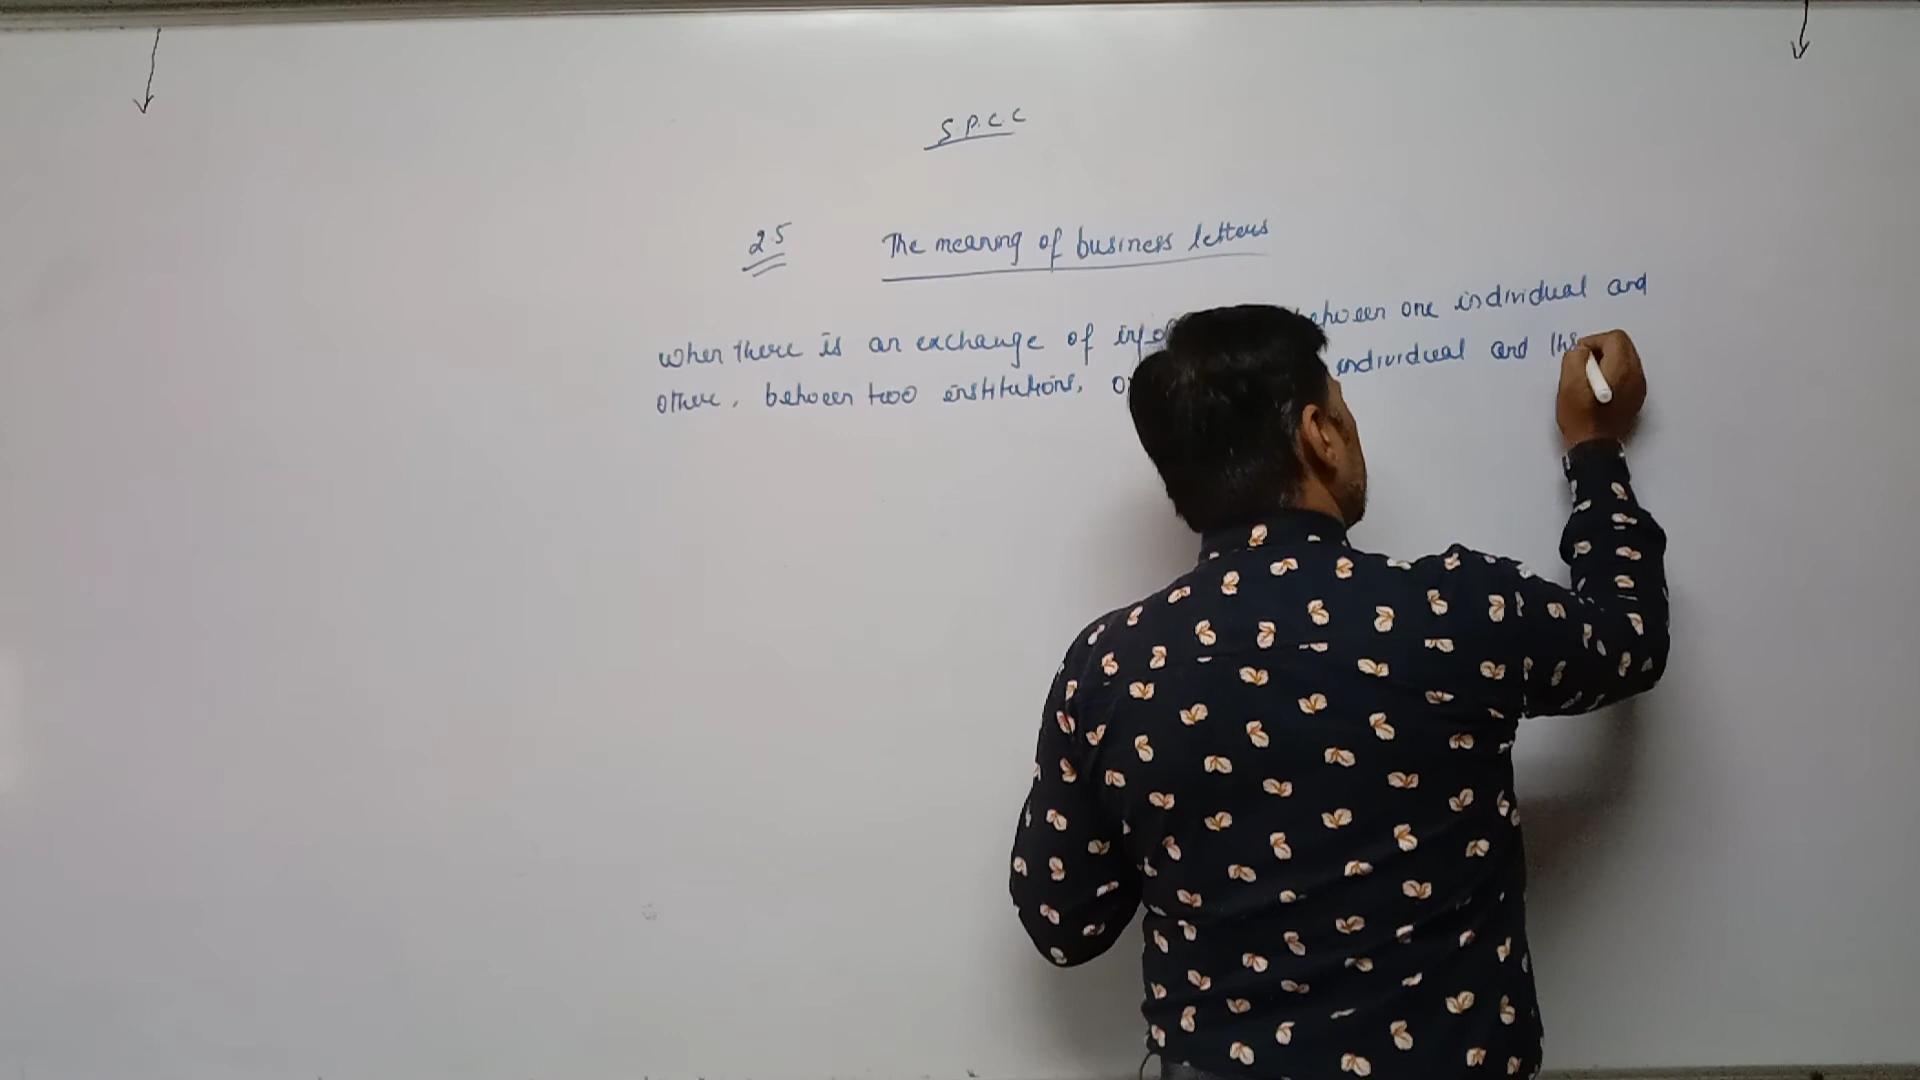 S.P.C.C
2.5 The meaning of business letters
when there is an exchange of between one individual and
other, between two institutions, individual and